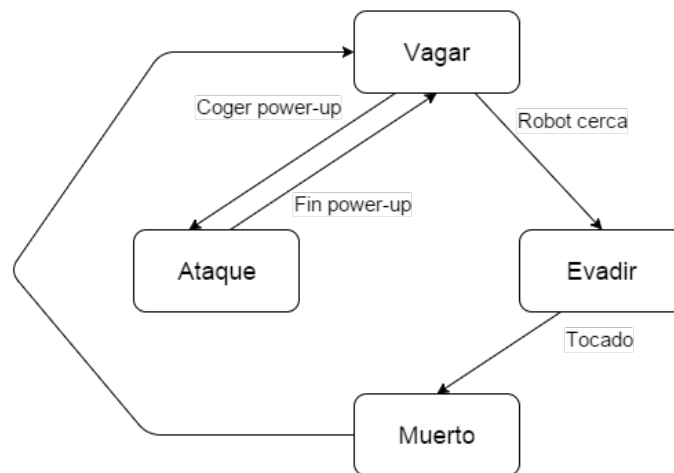 Vagar
Coger power-up
Robot cerca
Fin power-up
Ataque
Evadir
Tocado
Muerto